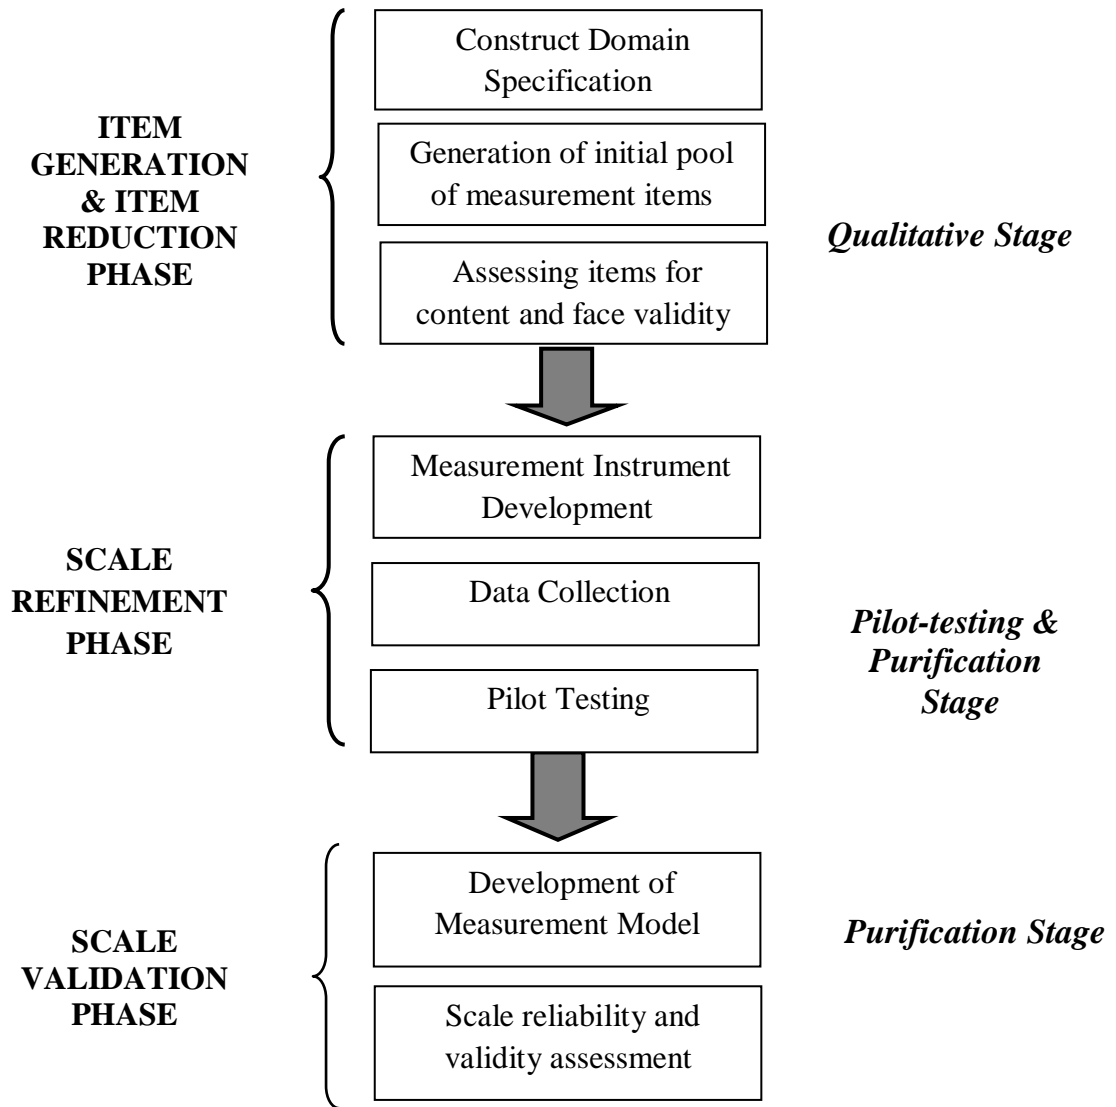 ITEM
GENERATION
& ITEM
REDUCTION
PHASE
Construct Domain
Specification
Generation of initial pool
of measurement items
Assessing items for
content and face validity
Qualitative Stage
SCALE
REFINEMENT
PHASE
Measurement Instrument
Development
Data Collection
Pilot Testing
Pilot-testing &
Purification
Stage
SCALE
VALIDATION
PHASE
Development of
Measurement Model
Scale reliability and
validity assessment
Purification Stage